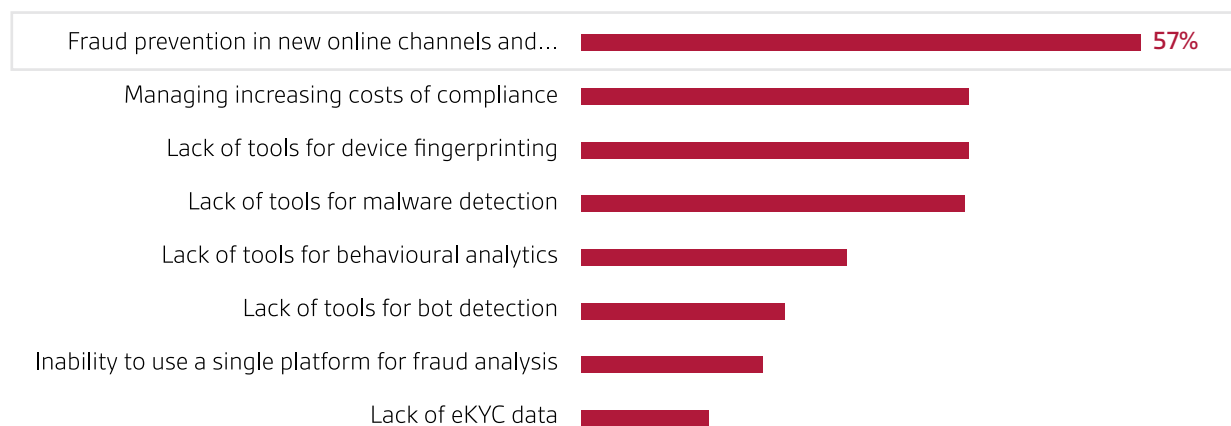 Fraud prevention in new online channels and... 57%
Managing increasing costs of compliance
Lack of tools for device fingerprinting
Lack of tools for malware detection
Lack of tools for behavioural analytics
Lack of tools for bot detection
Inability to use a single platform for fraud analysis
Lack of eKYC data